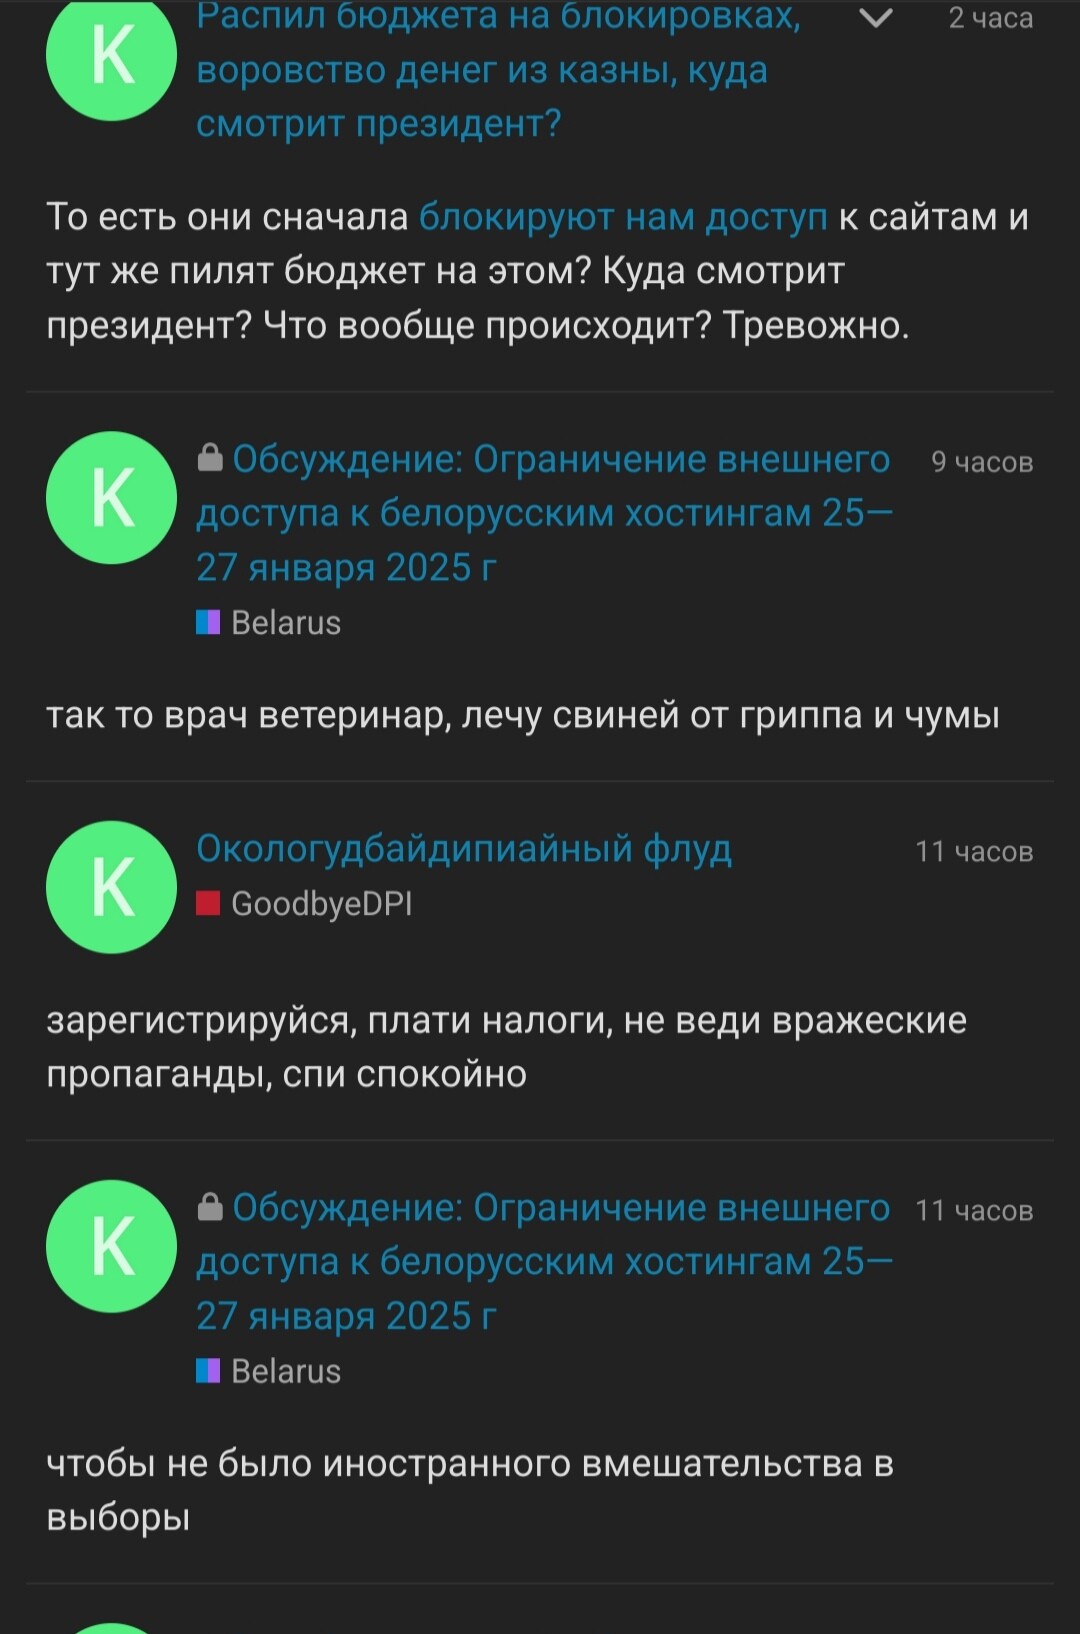 K
Распил бюджета на блокировках,
2 часа
воровство денег из казны, куда
смотрит президент?
То есть они сначала блокируют нам доступ к сайтам и
тут же пилят бюджет на этом? Куда смотрит
президент? Что вообще происходит? Тревожно.
K
Обсуждение: Ограничение внешнего
9 часов
доступа к белорусским хостингам 25—
27 января 2025 г
Belarus
так то врач ветеринар, лечу свиней от гриппа и чумы
K
Окологудбайдипиайный флуд
11 часов
GoodbyeDPI
зарегистрируйся, плати налоги, не веди вражеские
пропаганды, спи спокойно
K
Обсуждение: Ограничение внешнего
11 часов
доступа к белорусским хостингам 25—
27 января 2025 г
Belarus
чтобы не было иностранного вмешательства в
выборы